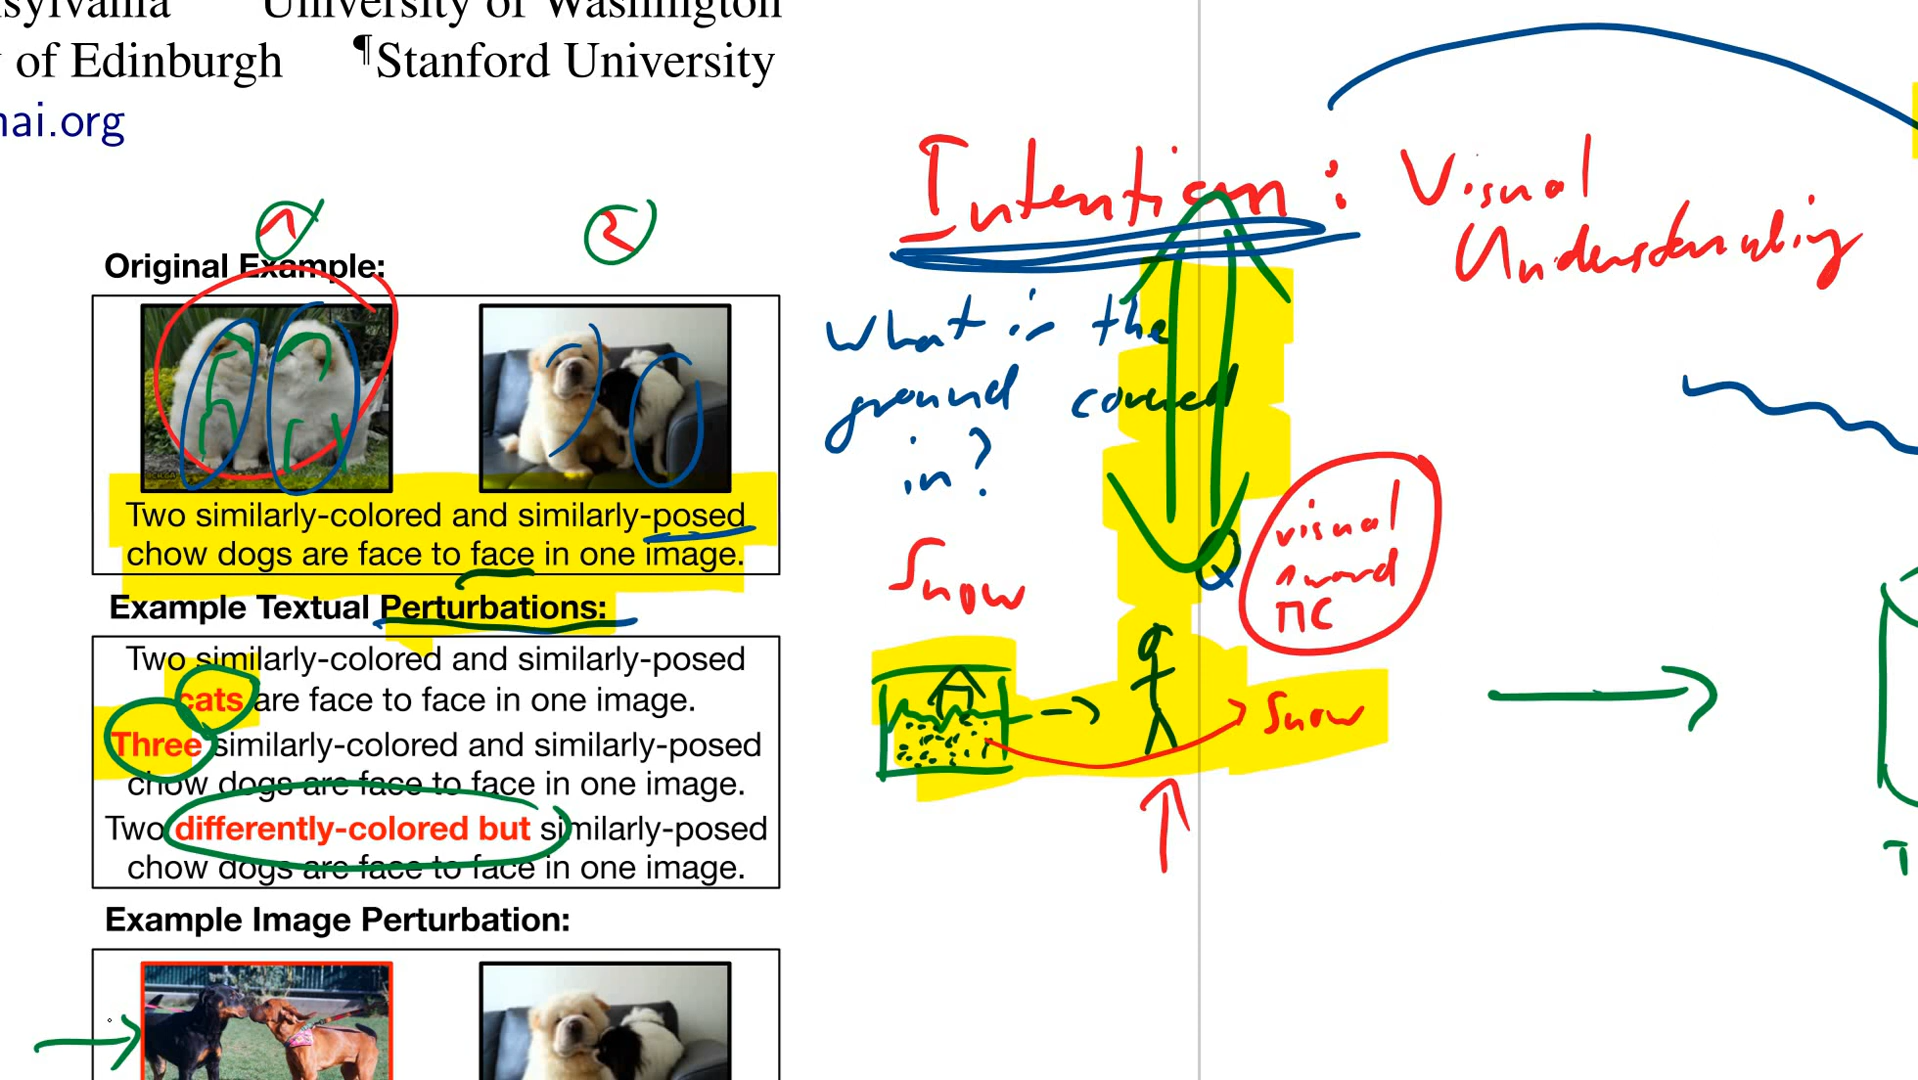 sylvania University of Washington
of Edinburgh ¶Stanford University
nai.org
1 2
Original Example:
Two similarly-colored and similarly-posed
chow dogs are face to face in one image.
Example Textual Perturbations:
Two similarly-colored and similarly-posed
cats are face to face in one image.
Three similarly-colored and similarly-posed
chow dogs are face to face in one image.
Two differently-colored but similarly-posed
chow dogs are face to face in one image.
Example Image Perturbation:
Intention: Visual
Understanding
What is the
ground covered
in?
Snow
Q
visual
1 word
MC
Snow
T